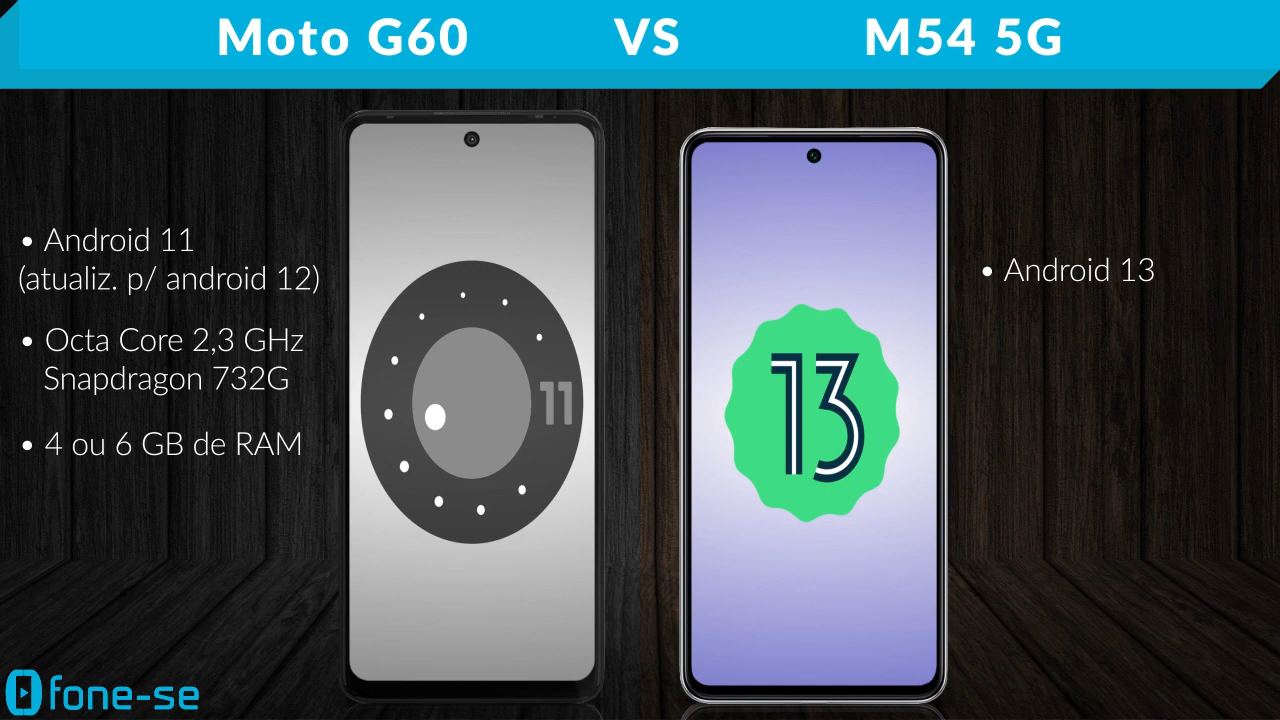 Moto G60 VS M54 5G
• Android 11
(atualiz. p/ android 12)
• Octa Core 2,3 GHz
Snapdragon 732G
• 4 ou 6 GB de RAM
11
13
• Android 13
fone-se